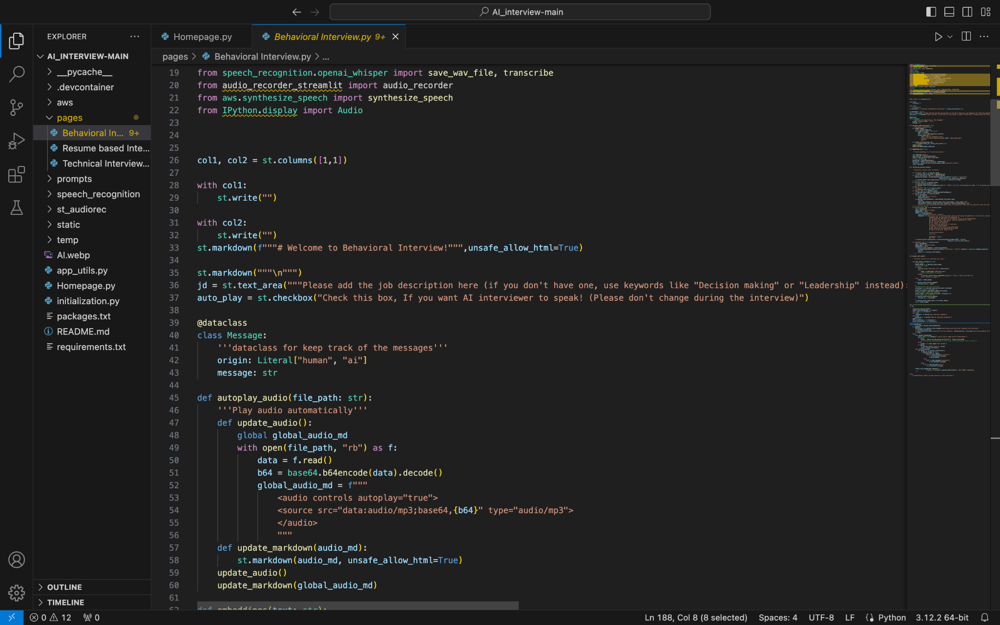 AI_interview-main
EXPLORER
AI_INTERVIEW-MAIN
__pycache__
.devcontainer
aws
pages
Behavioral In... 9+
Resume based Inte...
Technical Interview...
prompts
speech_recognition
st_audiorec
static
temp
AI.webp
app_utils.py
Homepage.py
initialization.py
packages.txt
README.md
requirements.txt
OUTLINE
TIMELINE
Homepage.py
Behavioral Interview.py 9+
pages > Behavioral Interview.py > ...
19 from speech_recognition.openai_whisper import save_wav_file, transcribe
20 from audio_recorder_streamlit import audio_recorder
21 from aws.synthesize_speech import synthesize_speech
22 from IPython.display import Audio
23
24
25
26 col1, col2 = st.columns([1,1])
27
28 with col1:
29     st.write("")
30
31 with col2:
32     st.write("")
33 st.markdown(f"""# Welcome to Behavioral Interview!""",unsafe_allow_html=True)
34
35 st.markdown("""\n""")
36 jd = st.text_area("""Please add the job description here (if you don't have one, use keywords like "Decision making" or "Leadership" instead):
37 auto_play = st.checkbox("Check this box, If you want AI interviewer to speak! (Please don't change during the interview)")
38
39 @dataclass
40 class Message:
41     '''dataclass for keep track of the messages'''
42     origin: Literal["human", "ai"]
43     message: str
44
45 def autoplay_audio(file_path: str):
46     '''Play audio automatically'''
47     def update_audio():
48         global global_audio_md
49         with open(file_path, "rb") as f:
50             data = f.read()
51             b64 = base64.b64encode(data).decode()
52             global_audio_md = f"""
53                 <audio controls autoplay="true">
54                 <source src="data:audio/mp3;base64,{b64}" type="audio/mp3">
55                 </audio>
56                 """
57     def update_markdown(audio_md):
58         st.markdown(audio_md, unsafe_allow_html=True)
59     update_audio()
60     update_markdown(global_audio_md)
61
62 def embeddings(text: str):
0 12 0
Ln 188, Col 8 (8 selected) Spaces: 4 UTF-8 LF Python 3.12.2 64-bit